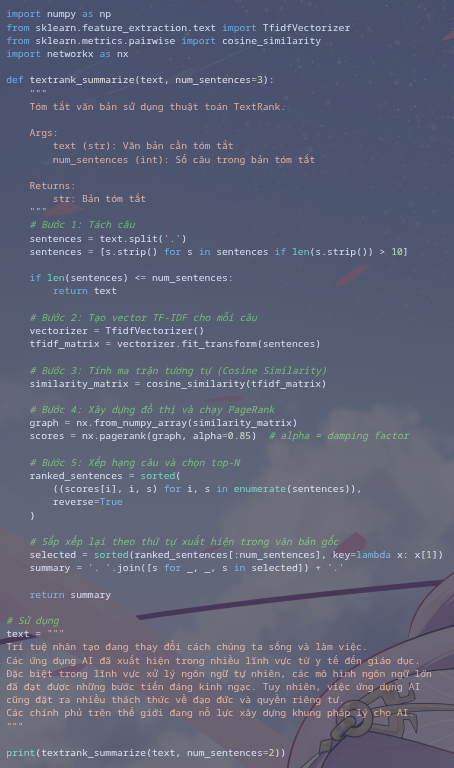 import numpy as np
from sklearn.feature_extraction.text import TfidfVectorizer
from sklearn.metrics.pairwise import cosine_similarity
import networkx as nx

def textrank_summarize(text, num_sentences=3):
    """
    Tóm tắt văn bản sử dụng thuật toán TextRank.

    Args:
        text (str): Văn bản cần tóm tắt
        num_sentences (int): Số câu trong bản tóm tắt

    Returns:
        str: Bản tóm tắt
    """
    # Bước 1: Tách câu
    sentences = text.split('.')
    sentences = [s.strip() for s in sentences if len(s.strip()) > 10]

    if len(sentences) <= num_sentences:
        return text

    # Bước 2: Tạo vector TF-IDF cho mỗi câu
    vectorizer = TfidfVectorizer()
    tfidf_matrix = vectorizer.fit_transform(sentences)

    # Bước 3: Tính ma trận tương tự (Cosine Similarity)
    similarity_matrix = cosine_similarity(tfidf_matrix)

    # Bước 4: Xây dựng đồ thị và chạy PageRank
    graph = nx.from_numpy_array(similarity_matrix)
    scores = nx.pagerank(graph, alpha=0.85)  # alpha = damping factor

    # Bước 5: Xếp hạng câu và chọn top-N
    ranked_sentences = sorted(
        ((scores[i], i, s) for i, s in enumerate(sentences)),
        reverse=True
    )

    # Sắp xếp lại theo thứ tự xuất hiện trong văn bản gốc
    selected = sorted(ranked_sentences[:num_sentences], key=lambda x: x[1])
    summary = '. '.join([s for _, _, s in selected]) + '.'

    return summary

# Sử dụng
text = """
Trí tuệ nhân tạo đang thay đổi cách chúng ta sống và làm việc.
Các ứng dụng AI đã xuất hiện trong nhiều lĩnh vực từ y tế đến giáo dục.
Đặc biệt trong lĩnh vực xử lý ngôn ngữ tự nhiên, các mô hình ngôn ngữ lớn
đã đạt được những bước tiến đáng kinh ngạc. Tuy nhiên, việc ứng dụng AI
cũng đặt ra nhiều thách thức về đạo đức và quyền riêng tư.
Các chính phủ trên thế giới đang nỗ lực xây dựng khung pháp lý cho AI.
"""

print(textrank_summarize(text, num_sentences=2))